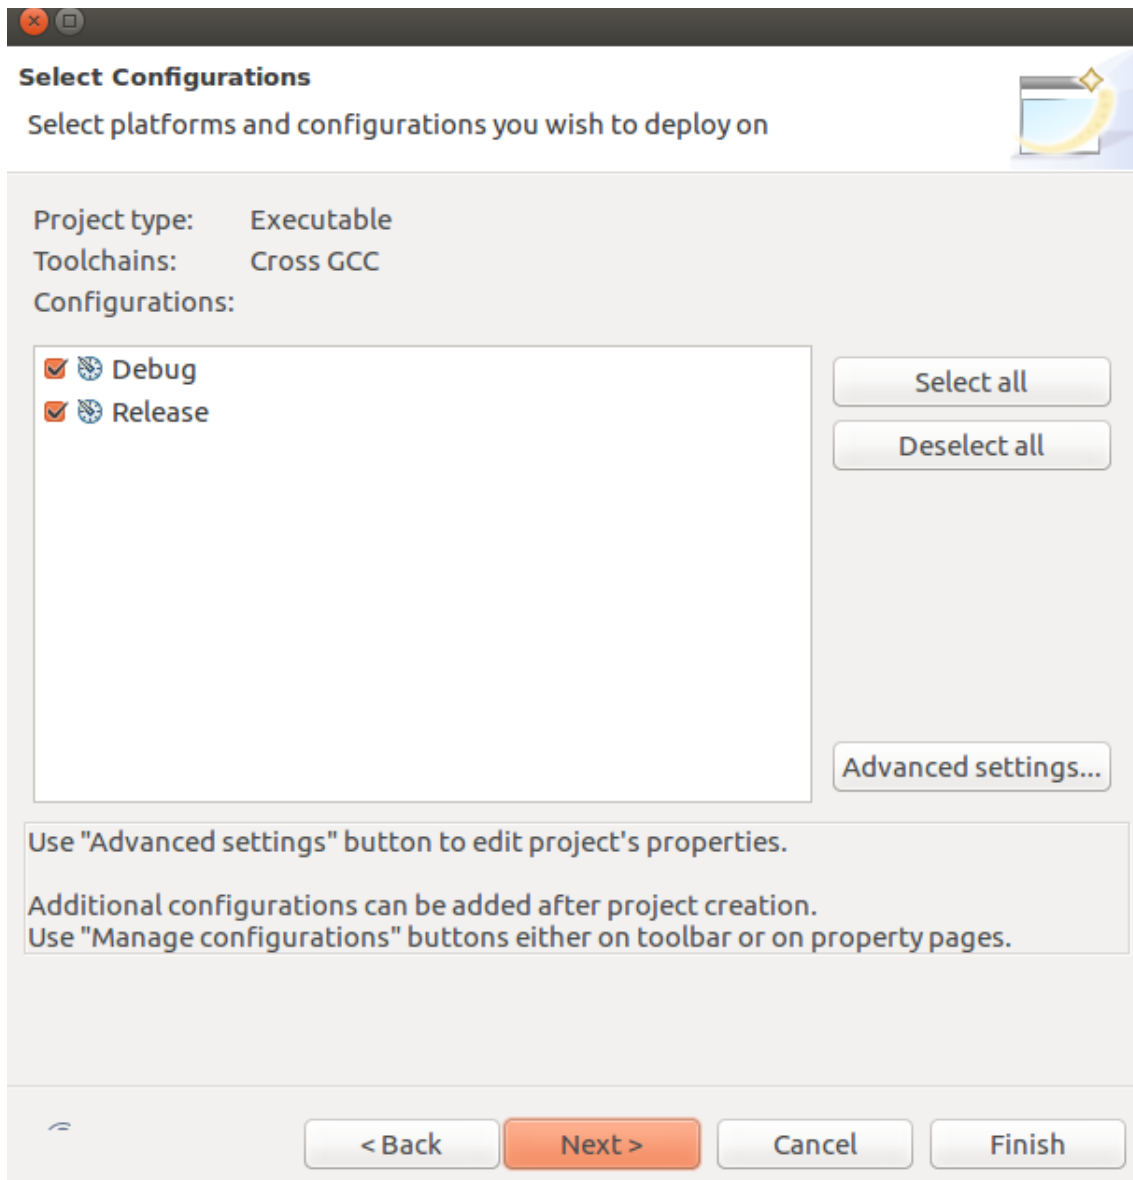 Select Configurations
Select platforms and configurations you wish to deploy on
Project type: Executable
Toolchains: Cross GCC
Configurations:
Debug
Release
Select all
Deselect all
Advanced settings...
Use "Advanced settings" button to edit project's properties.
Additional configurations can be added after project creation.
Use "Manage configurations" buttons either on toolbar or on property pages.
< Back
Next >
Cancel
Finish